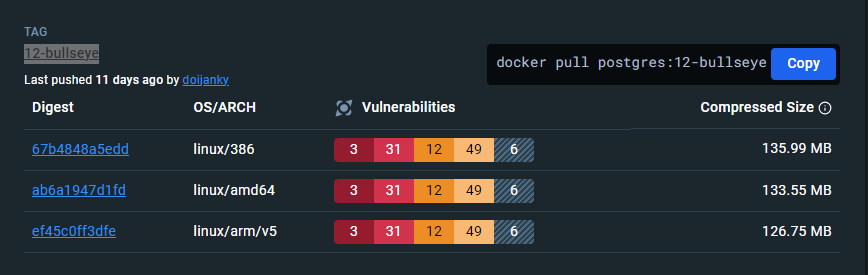 TAG
12-bullseye
docker pull postgres:12-bullseye Copy
Last pushed 11 days ago by doijanky
Digest OS/ARCH Vulnerabilities Compressed Size
67b4848a5edd linux/386 3 31 12 49 6 135.99 MB
ab6a1947d1fd linux/amd64 3 31 12 49 6 133.55 MB
ef45c0ff3dfe linux/arm/v5 3 31 12 49 6 126.75 MB